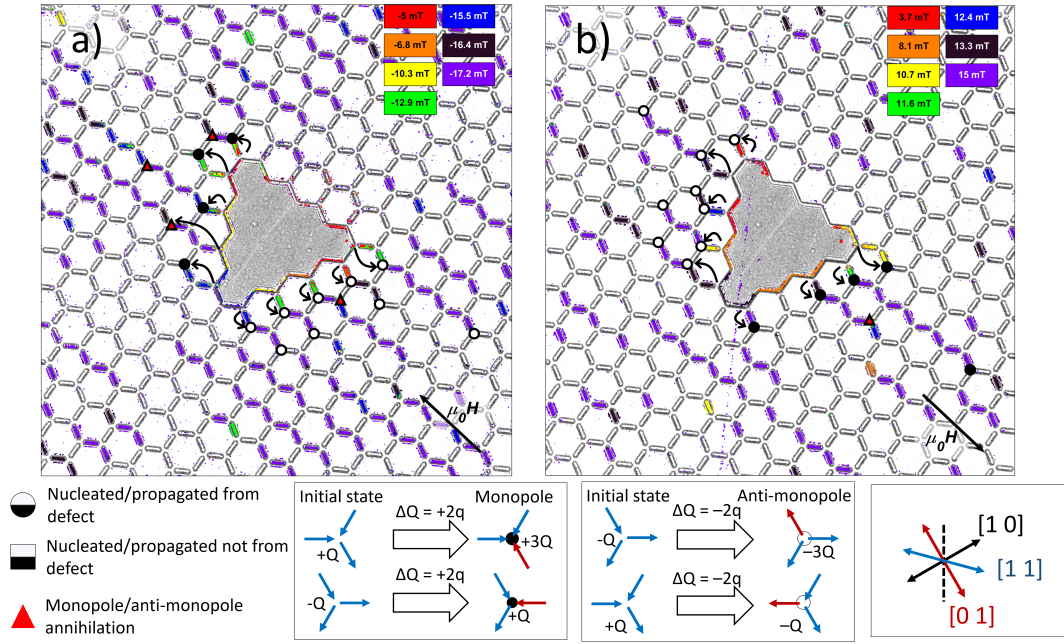 a)
-5 mT
-15.5 mT
-6.8 mT
-16.4 mT
-10.3 mT
-17.2 mT
-12.9 mT
μ₀H
b)
3.7 mT
12.4 mT
8.1 mT
13.3 mT
10.7 mT
15 mT
11.6 mT
μ₀H
Nucleated/propagated from
defect
Nucleated/propagated not from
defect
Monopole/anti-monopole
annihilation
Initial state
Monopole
ΔQ = +2q
+Q
+3Q
ΔQ = +2q
-Q
+Q
Initial state
Anti-monopole
ΔQ = –2q
-Q
–3Q
ΔQ = –2q
+Q
–Q
[1 0]
[1 1]
[0 1]